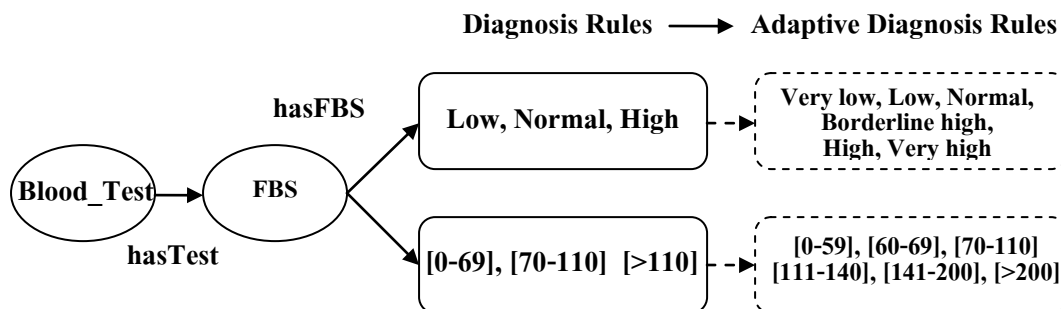 Diagnosis Rules Adaptive Diagnosis Rules
hasFBS
Low, Normal, High
Very low, Low, Normal,
Borderline high,
High, Very high
Blood_Test
FBS
hasTest
[0-69], [70-110] [>110]
[0-59], [60-69], [70-110]
[111-140], [141-200], [>200]